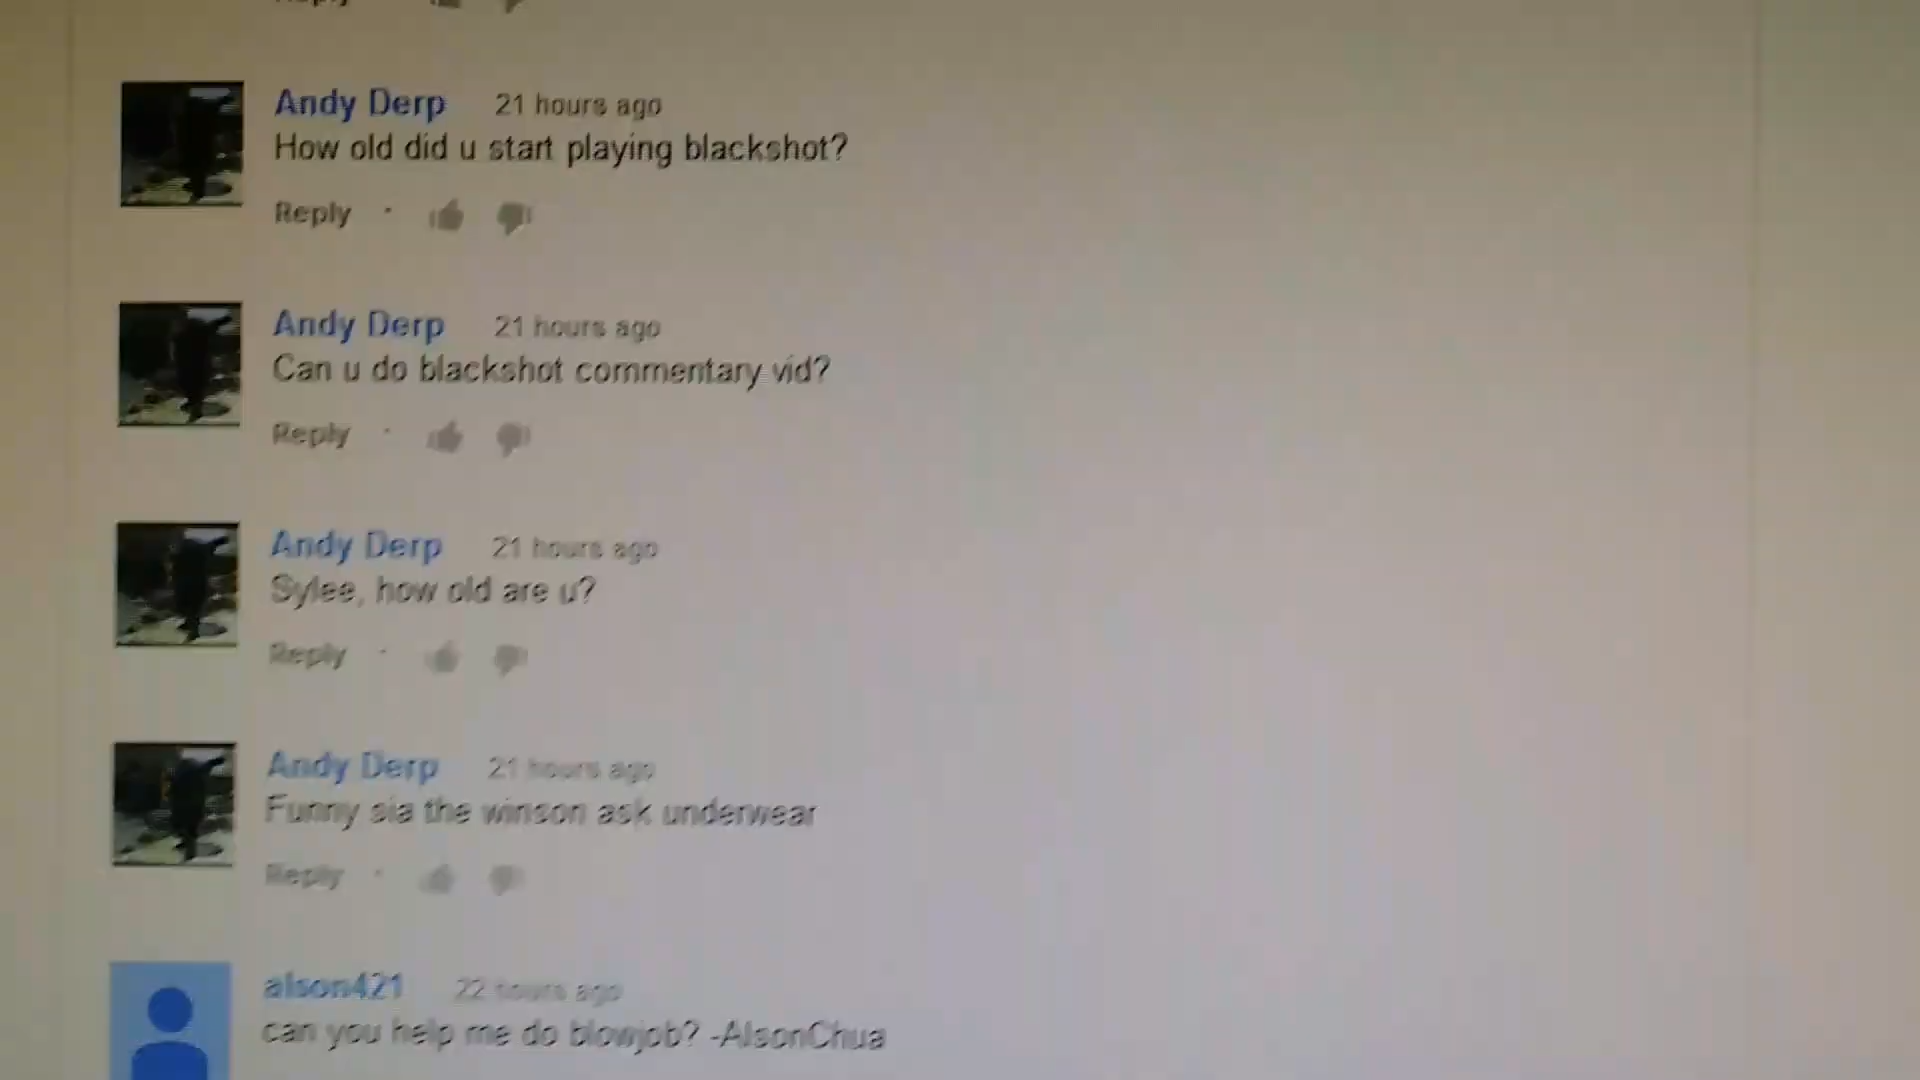 Reply
Andy Derp 21 hours ago
How old did u start playing blackshot?
Reply ·
Andy Derp 21 hours ago
Can u do blackshot commentary vid?
Reply ·
Andy Derp 21 hours ago
Sylee, how old are u?
Reply ·
Andy Derp 21 hours ago
Funny sia the winson ask underwear
Reply ·
alson421 22 hours ago
can you help me do blowjob? -AlsonChua